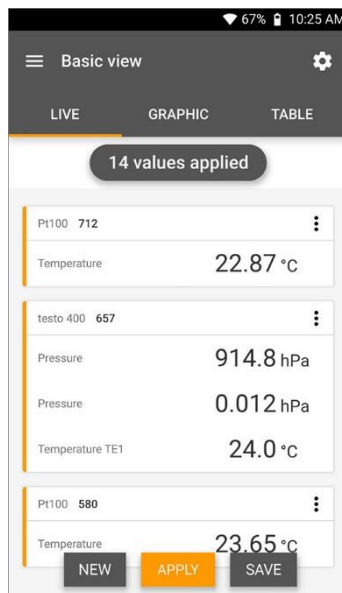 67% 10:25 AM
Basic view
LIVE GRAPHIC TABLE
14 values applied
Pt100 712
Temperature 22.87 °C
testo 400 657
Pressure 914.8 hPa
Pressure 0.012 hPa
Temperature TE1 24.0 °C
Pt100 580
Temperature 23.65 °C
NEW APPLY SAVE